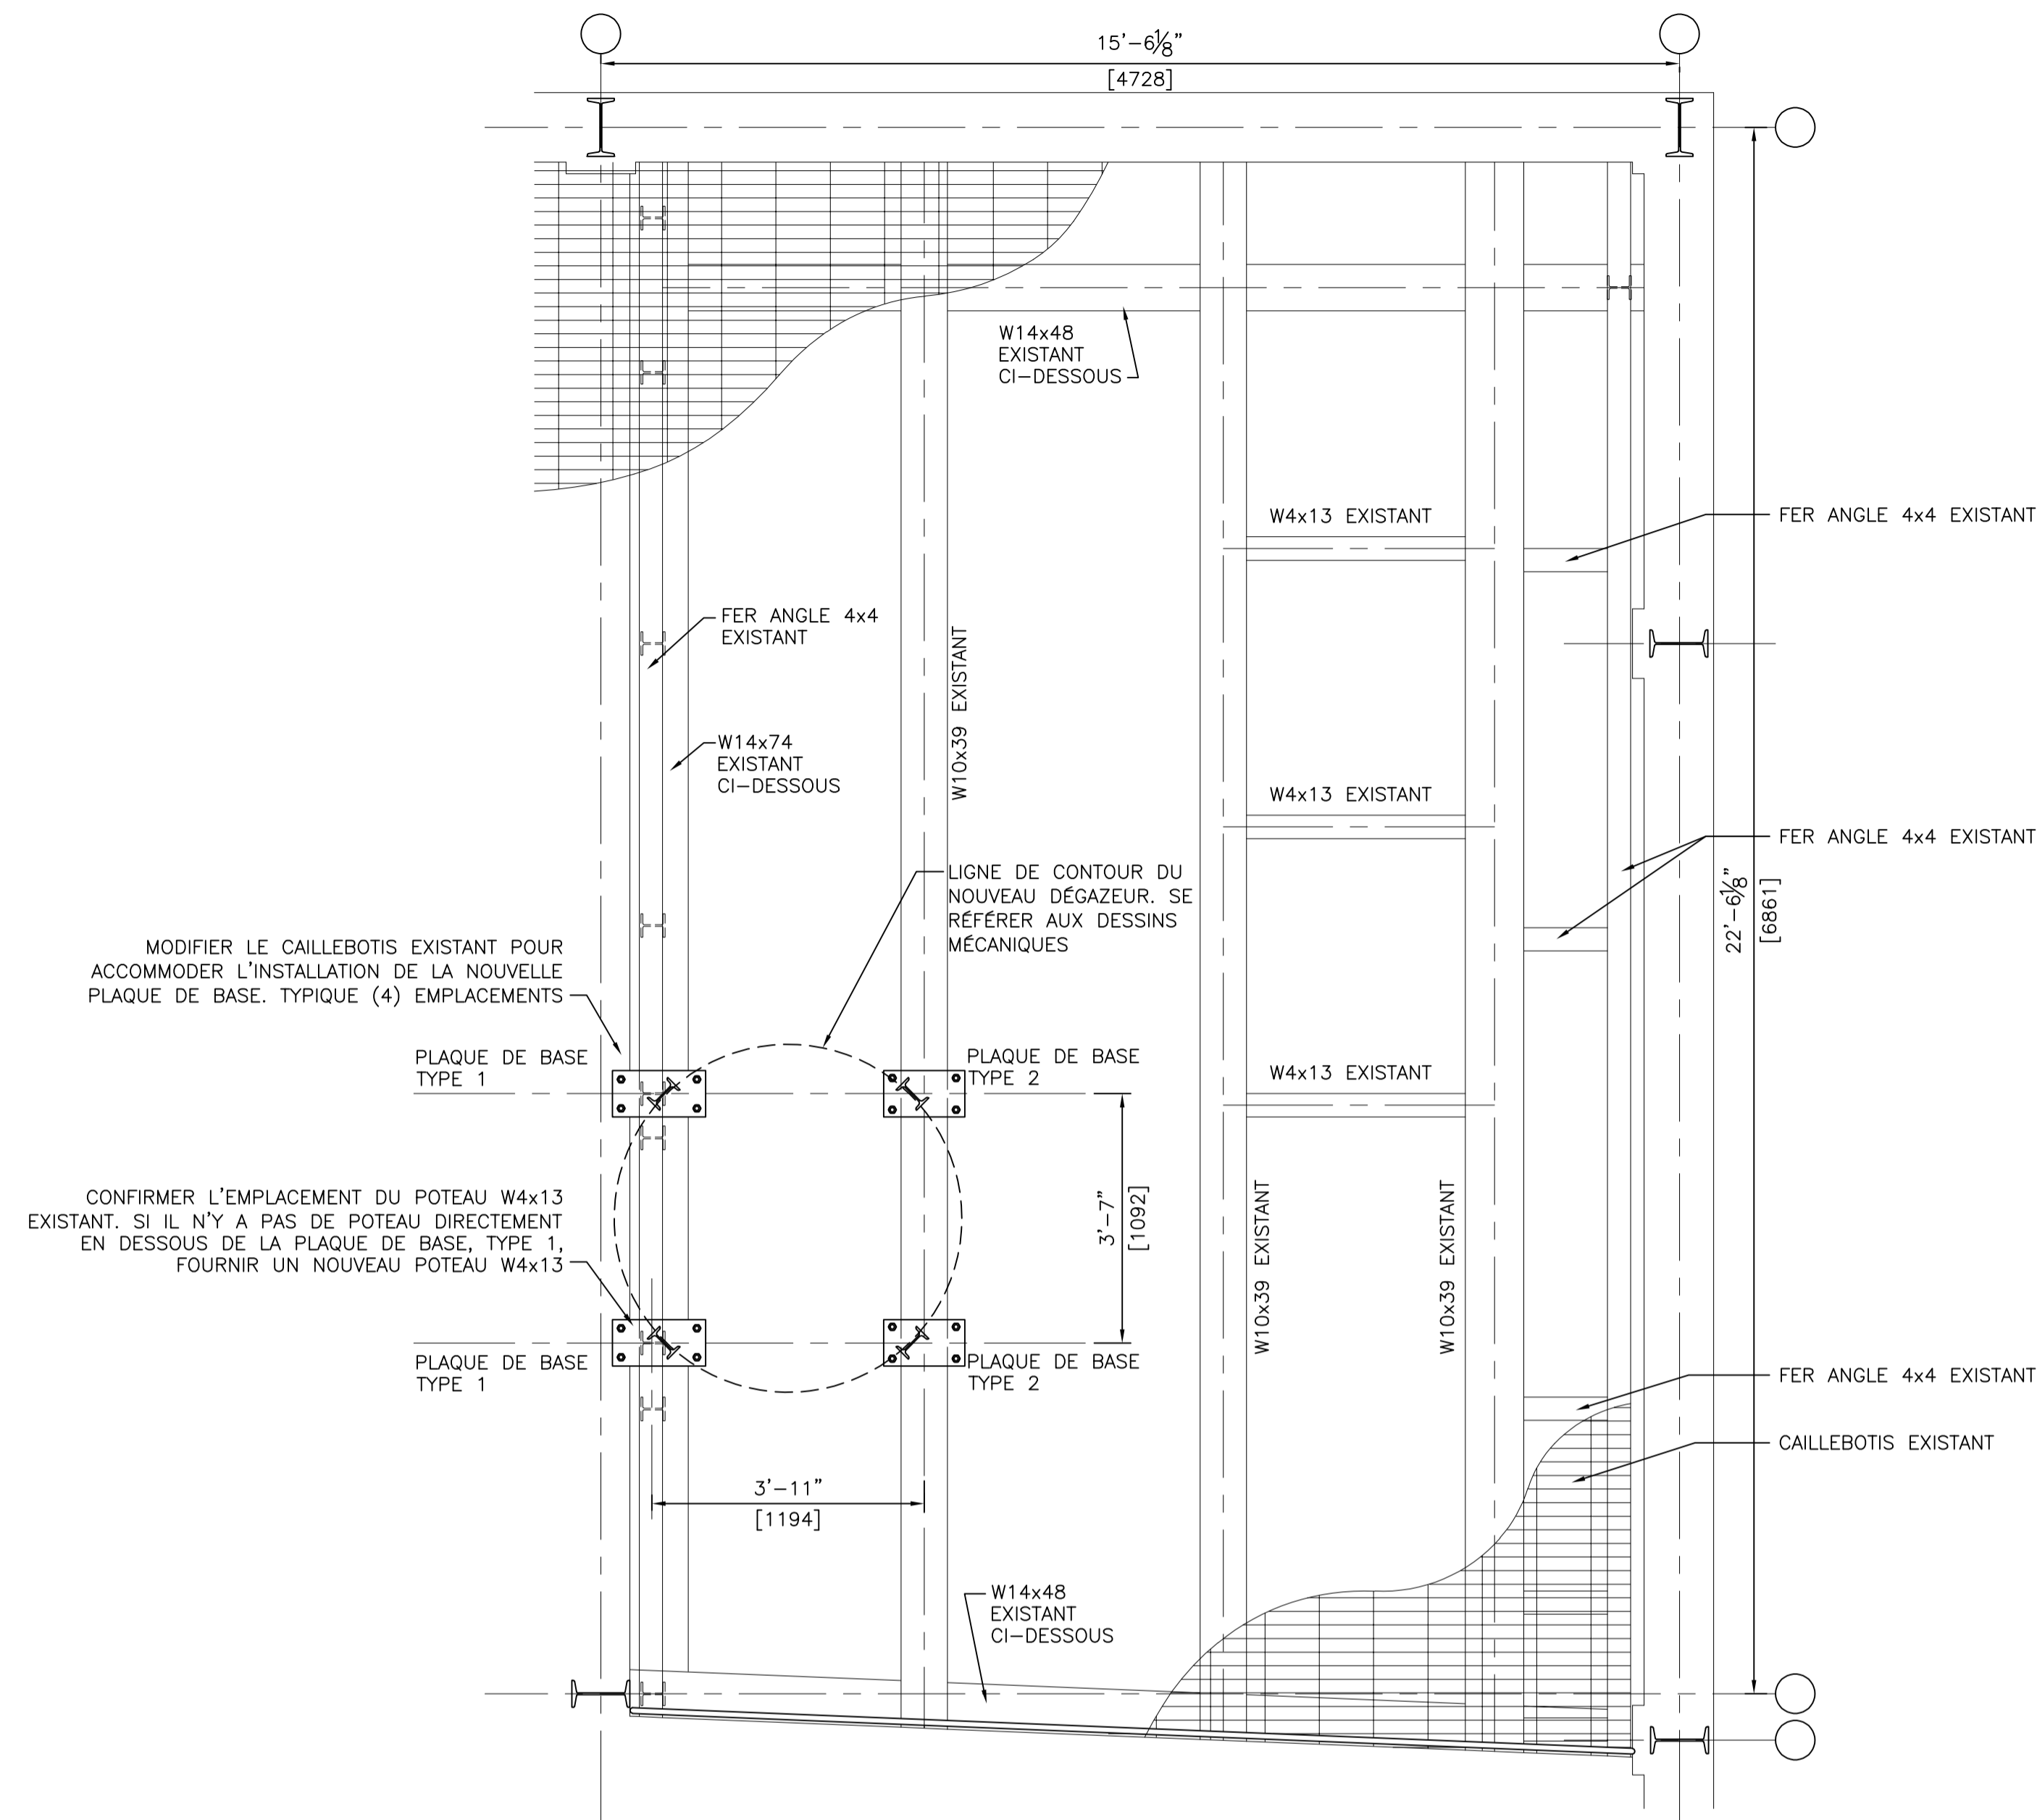 15'-6 1/8"
[4728]
W14x48
EXISTANT
CI-DESSOUS
W4x13 EXISTANT
FER ANGLE 4x4 EXISTANT
FER ANGLE 4x4
EXISTANT
W10x39 EXISTANT
W14x74
EXISTANT
CI-DESSOUS
W4x13 EXISTANT
FER ANGLE 4x4 EXISTANT
22'-6 1/8"
[6861]
LIGNE DE CONTOUR DU
NOUVEAU DÉGAZEUR. SE
RÉFÉRER AUX DESSINS
MÉCANIQUES
MODIFIER LE CAILLEBOTIS EXISTANT POUR
ACCOMMODER L'INSTALLATION DE LA NOUVELLE
PLAQUE DE BASE. TYPIQUE (4) EMPLACEMENTS
PLAQUE DE BASE
TYPE 1
PLAQUE DE BASE
TYPE 2
W4x13 EXISTANT
CONFIRMER L'EMPLACEMENT DU POTEAU W4x13
EXISTANT. SI IL N'Y A PAS DE POTEAU DIRECTEMENT
EN DESSOUS DE LA PLAQUE DE BASE, TYPE 1,
FOURNIR UN NOUVEAU POTEAU W4x13
3'-7"
[1092]
W10x39 EXISTANT
W10x39 EXISTANT
PLAQUE DE BASE
TYPE 1
PLAQUE DE BASE
TYPE 2
FER ANGLE 4x4 EXISTANT
CAILLEBOTIS EXISTANT
3'-11"
[1194]
W14x48
EXISTANT
CI-DESSOUS